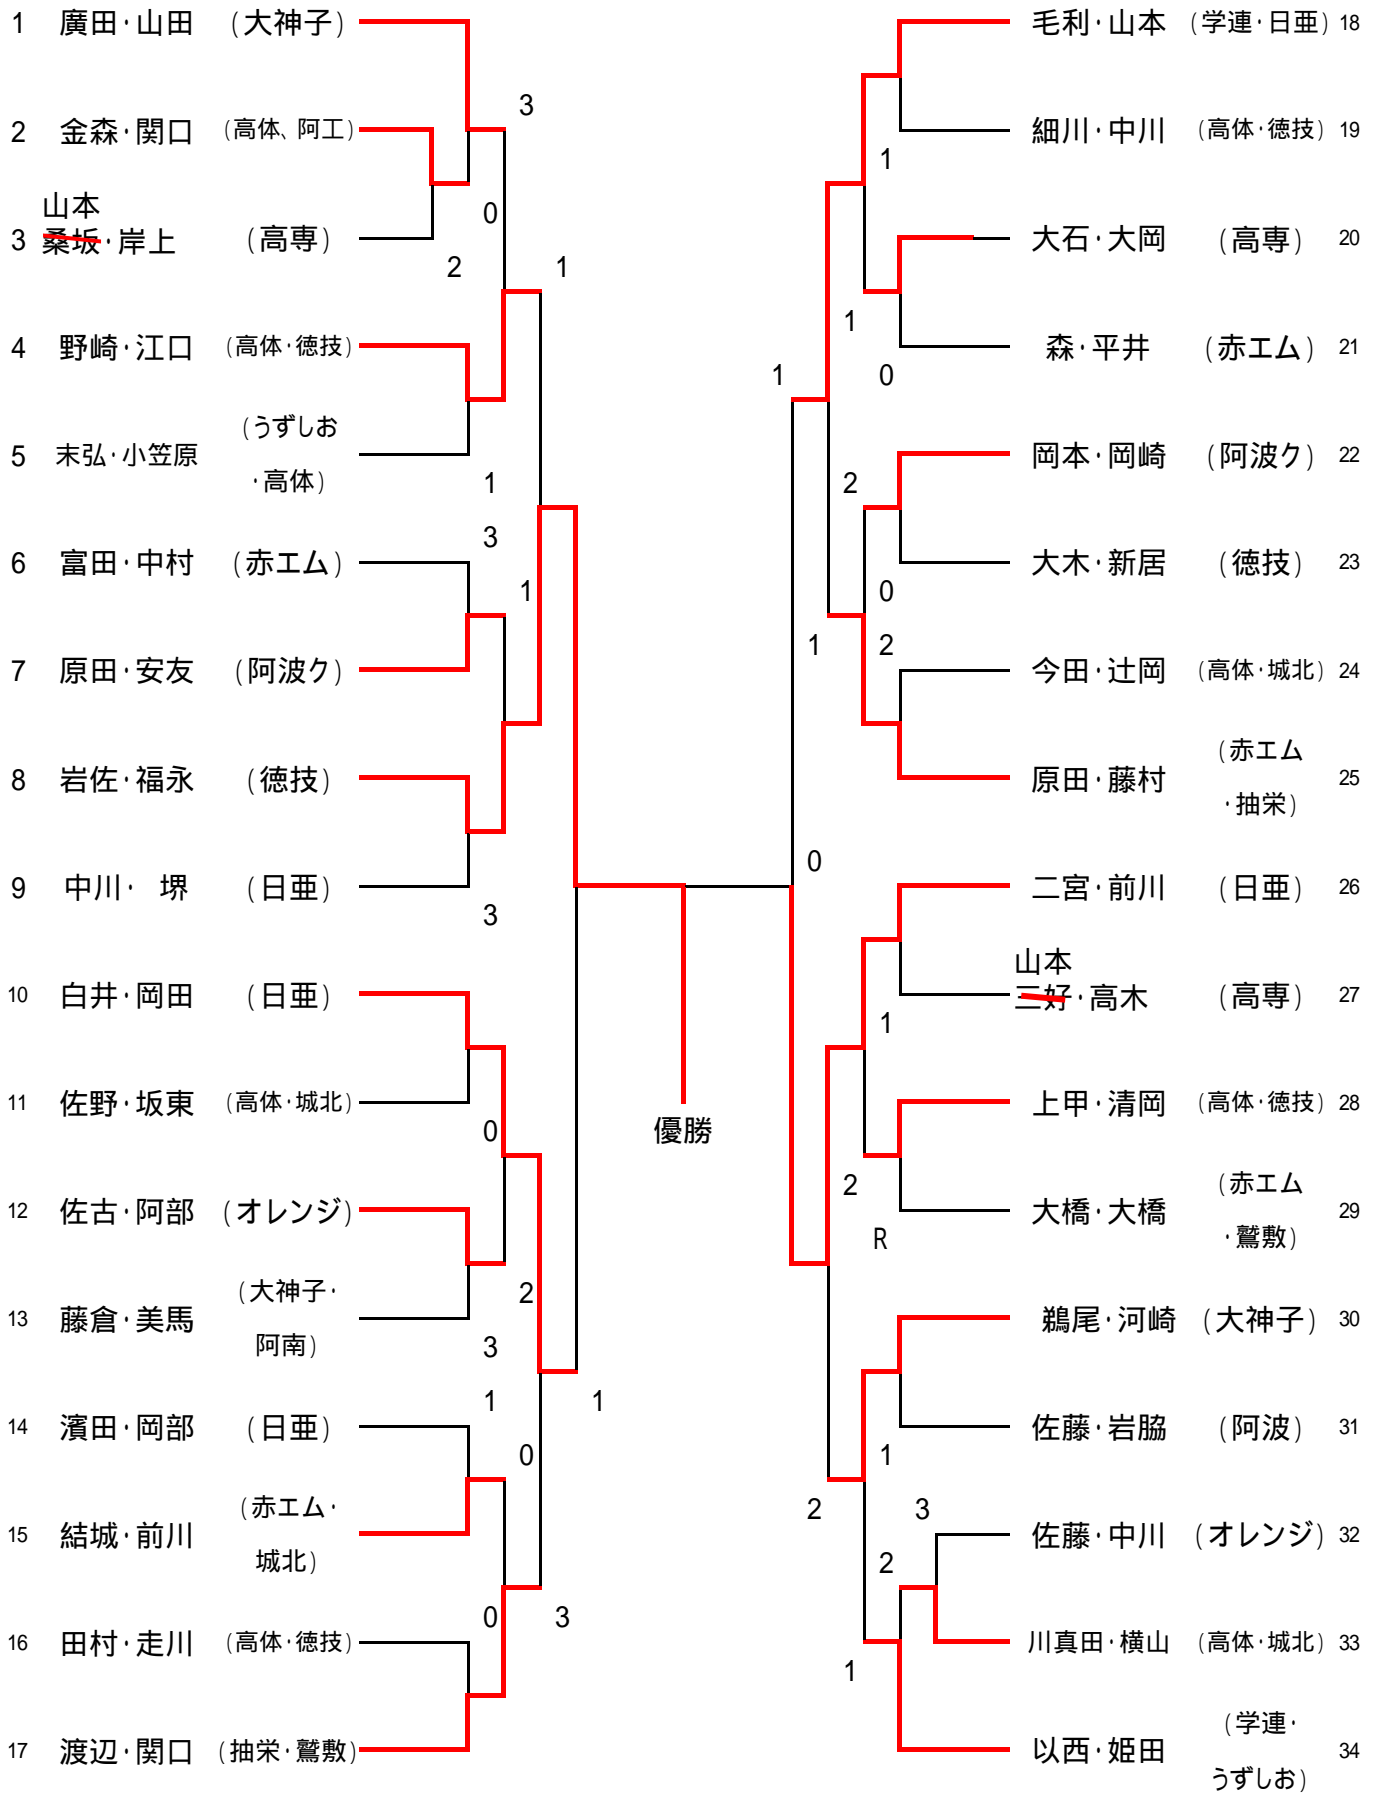 1 廣田・山田 (大神子)
3
2 金森・関口 (高体、阿工)
山本
0
3 桑坂・岸上 (高専)
2
1
4 野崎・江口 (高体・徳技)
(うずしお
5 末弘・小笠原
・高体)
1
3
6 富田・中村 (赤エム)
1
7 原田・安友 (阿波ク)
8 岩佐・福永 (徳技)
9 中川・ 堺 (日亜)
3
10 白井・岡田 (日亜)
11 佐野・坂東 (高体・城北)
0
12 佐古・阿部 (オレンジ)
(大神子・
2
13 藤倉・美馬
阿南)
3
1
1
14 濱田・岡部 (日亜)
0
(赤エム・
15 結城・前川
城北)
0
3
16 田村・走川 (高体・徳技)
17 渡辺・関口 (抽栄・鷲敷)
優勝
毛利・山本 (学連・日亜) 18
細川・中川 (高体・徳技) 19
1
大石・大岡 (高専) 20
1
森・平井 (赤エム) 21
1
0
岡本・岡崎 (阿波ク) 22
2
大木・新居 (徳技) 23
0
1
2
今田・辻岡 (高体・城北) 24
(赤エム
原田・藤村 25
・抽栄)
0
二宮・前川 (日亜) 26
山本
三好・高木 (高専) 27
1
上甲・清岡 (高体・徳技) 28
2
(赤エム
大橋・大橋 29
・鷲敷)
R
鵜尾・河崎 (大神子) 30
佐藤・岩脇 (阿波) 31
1
2
3
佐藤・中川 (オレンジ) 32
2
川真田・横山 (高体・城北) 33
1
(学連・
以西・姫田 34
うずしお)